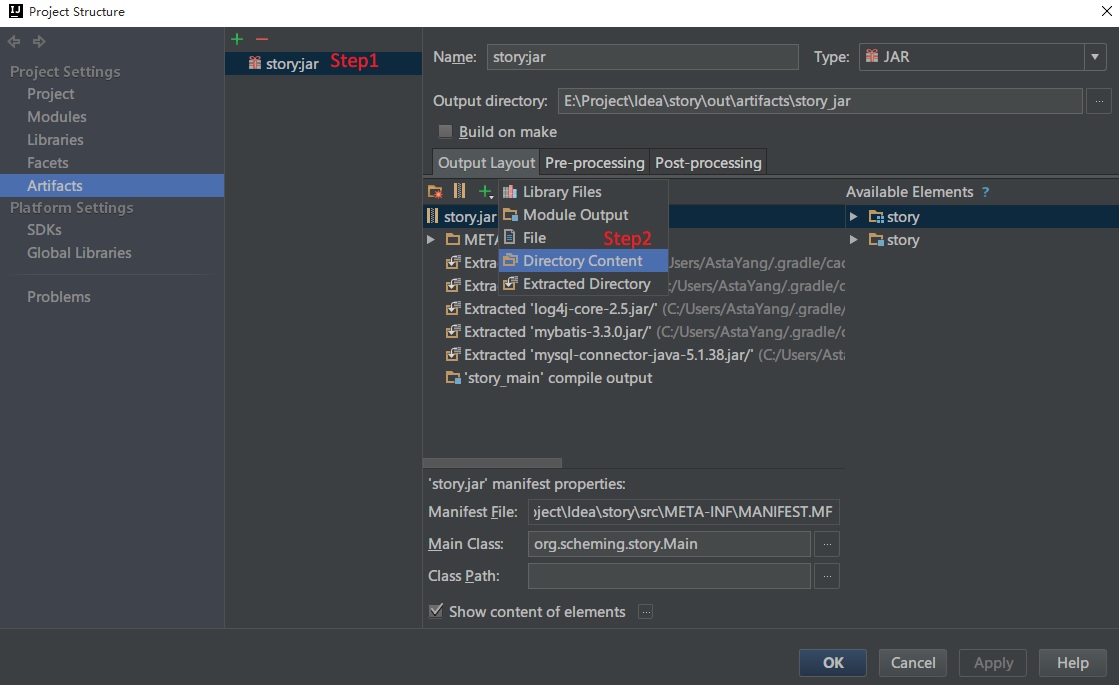 Project Structure
Project Settings
Project
Modules
Libraries
Facets
Artifacts
Platform Settings
SDKs
Global Libraries
Problems
story:jar Step1
Name: story:jar Type: JAR
Output directory: E:\Project\Idea\story\out\artifacts\story_jar ...
Build on make
Output Layout Pre-processing Post-processing
Library Files Available Elements ?
story.jar Module Output story
META File Step2 story
Extra Directory Content Jsers/AstaYang/.gradle/cac
Extra Extracted Directory :/Users/AstaYang/.gradle/c
Extracted 'log4j-core-2.5.jar/' (C:/Users/AstaYang/.gradle/
Extracted 'mybatis-3.3.0.jar/' (C:/Users/AstaYang/.gradle/c
Extracted 'mysql-connector-java-5.1.38.jar/' (C:/Users/Asta
'story_main' compile output
'story.jar' manifest properties:
Manifest File: oject\Idea\story\src\META-INF\MANIFEST.MF
Main Class: org.scheming.story.Main ...
Class Path: ...
Show content of elements ...
OK Cancel Apply Help